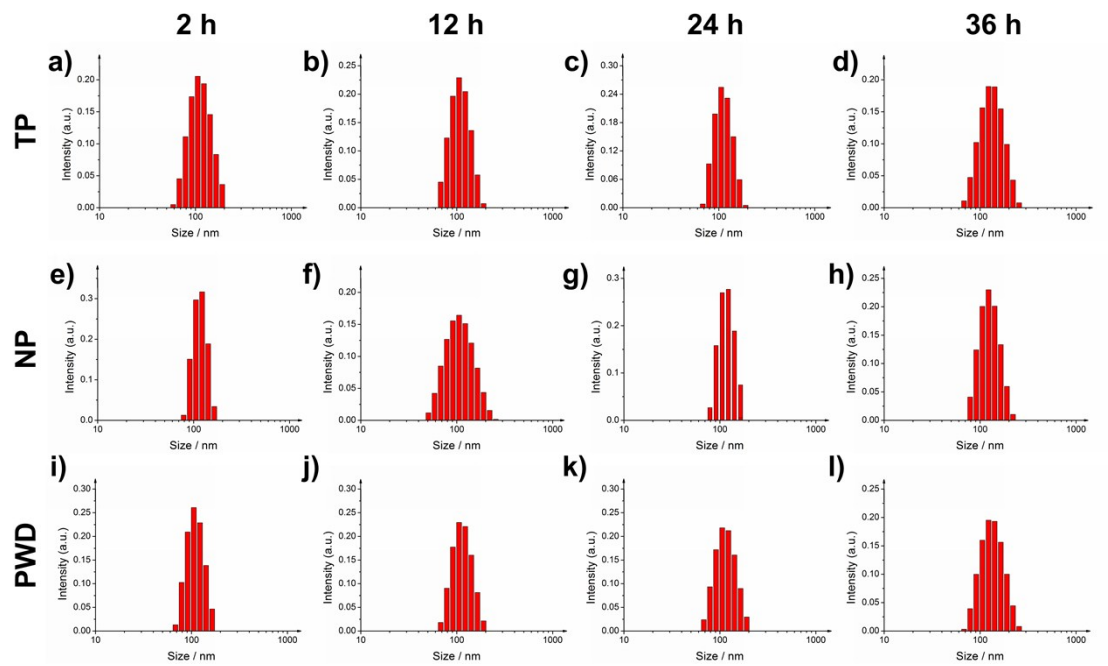 2 h 12 h 24 h 36 h
TP
a) b) c) d)
Intensity (a.u.) Intensity (a.u.) Intensity (a.u.) Intensity (a.u.)
0.20 0.15 0.10 0.05 0.00
0.25 0.20 0.15 0.10 0.05 0.00
0.30 0.24 0.18 0.12 0.06 0.00
0.20 0.15 0.10 0.05 0.00
10 100 1000 10 100 1000 10 100 1000 10 100 1000
Size / nm Size / nm Size / nm Size / nm
NP
e) f) g) h)
Intensity (a.u.) Intensity (a.u.) Intensity (a.u.) Intensity (a.u.)
0.3 0.2 0.1 0.0
0.20 0.15 0.10 0.05 0.00
0.3 0.2 0.1 0.0
0.25 0.20 0.15 0.10 0.05 0.00
10 100 1000 10 100 1000 10 100 1000 10 100 1000
Size / nm Size / nm Size / nm Size / nm
PWD
i) j) k) l)
Intensity (a.u.) Intensity (a.u.) Intensity (a.u.) Intensity (a.u.)
0.30 0.25 0.20 0.15 0.10 0.05 0.00
0.30 0.25 0.20 0.15 0.10 0.05 0.00
0.30 0.25 0.20 0.15 0.10 0.05 0.00
0.25 0.20 0.15 0.10 0.05 0.00
10 100 1000 10 100 1000 10 100 1000 10 100 1000
Size / nm Size / nm Size / nm Size / nm